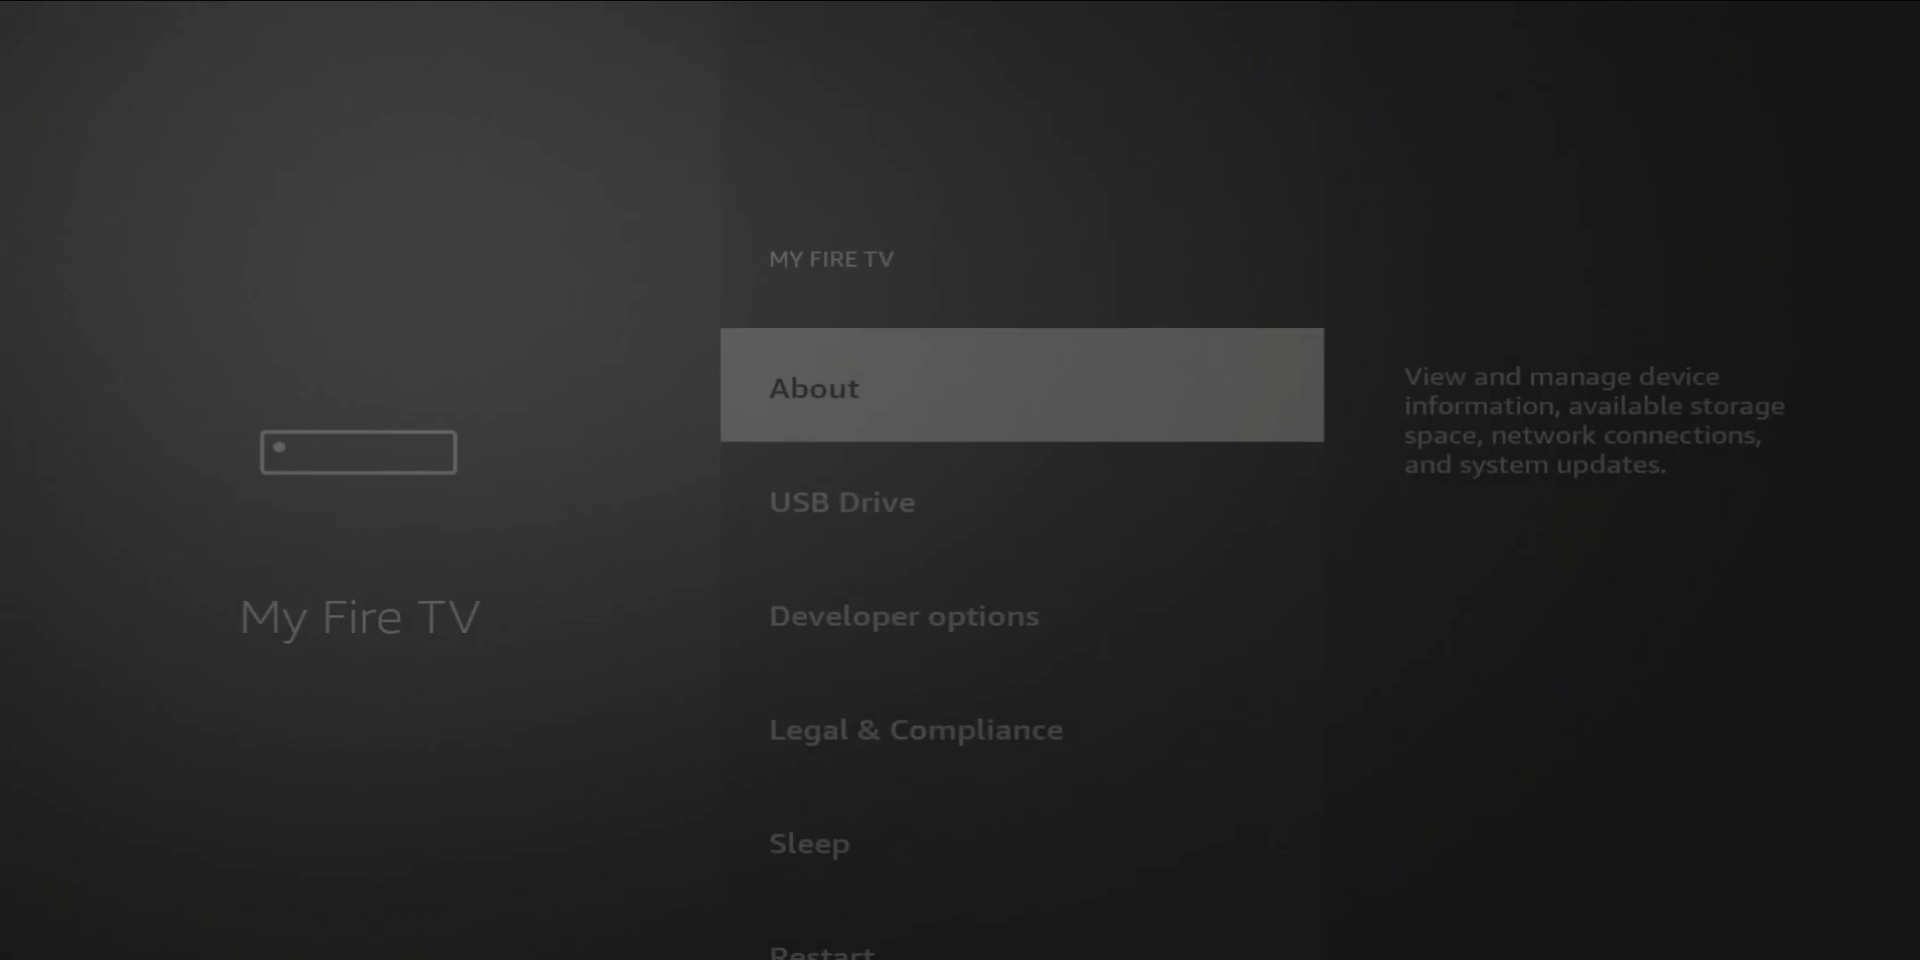 MY FIRE TV
About
USB Drive
Developer options
Legal & Compliance
Sleep
Restart
My Fire TV
View and manage device
information, available storage
space, network connections,
and system updates.